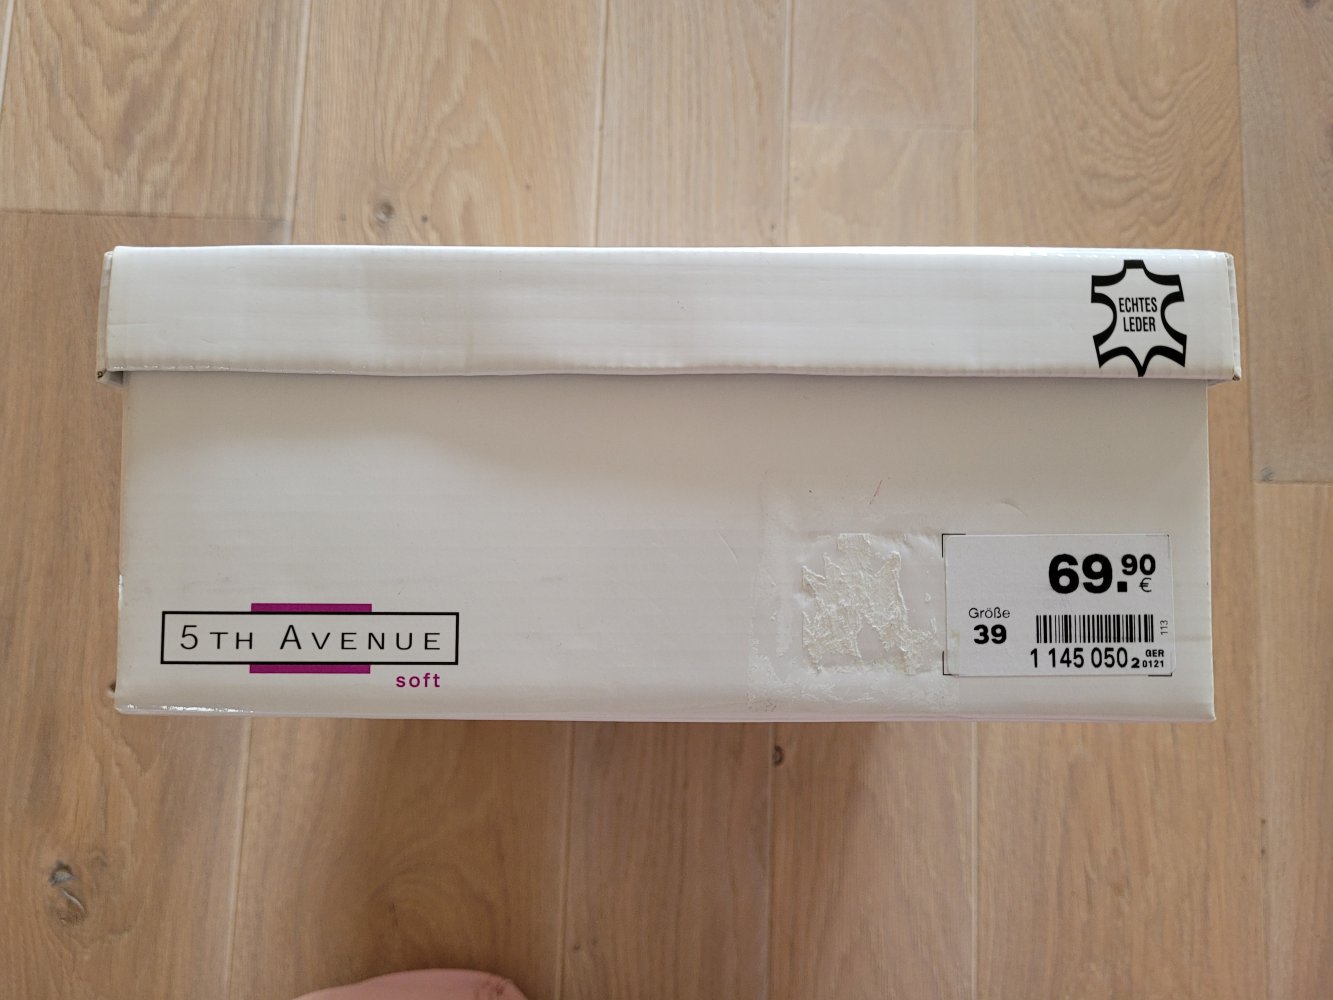 ECHTES
LEDER
5TH AVENUE
soft
69.90 €
Größe
39
113
1 145 050 2 GER 0121